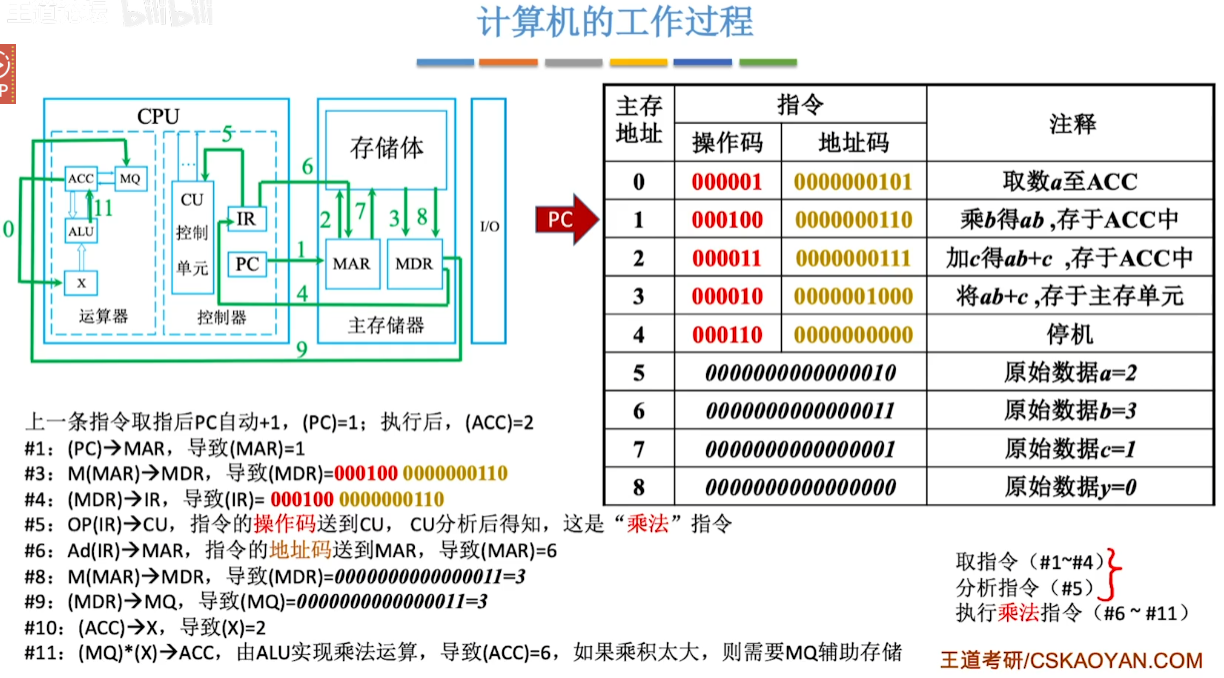 bilibili
计算机的工作过程
P
CPU
ACC
MQ
ALU
X
运算器
0
11
5
...
CU
控制
单元
IR
PC
控制器
1
4
9
6
存储体
2
7
3
8
MAR
MDR
主存储器
I/O
PC
主存地址 指令 注释
操作码 地址码
0 000001 0000000101 取数a至ACC
1 000100 0000000110 乘b得ab ,存于ACC中
2 000011 0000000111 加c得ab+c ,存于ACC中
3 000010 0000001000 将ab+c ,存于主存单元
4 000110 0000000000 停机
5 0000000000000010 原始数据a=2
6 0000000000000011 原始数据b=3
7 0000000000000001 原始数据c=1
8 0000000000000000 原始数据y=0
上一条指令取指后PC自动+1，(PC)=1；执行后，(ACC)=2
#1：(PC)→MAR，导致(MAR)=1
#3：M(MAR)→MDR，导致(MDR)=000100 0000000110
#4：(MDR)→IR，导致(IR)= 000100 0000000110
#5：OP(IR)→CU，指令的操作码送到CU， CU分析后得知，这是“乘法”指令
#6：Ad(IR)→MAR，指令的地址码送到MAR，导致(MAR)=6
#8：M(MAR)→MDR，导致(MDR)=0000000000000011=3
#9：(MDR)→MQ，导致(MQ)=0000000000000011=3
#10：(ACC)→X，导致(X)=2
#11：(MQ)*(X)→ACC，由ALU实现乘法运算，导致(ACC)=6，如果乘积太大，则需要MQ辅助存储
取指令（#1~#4）
分析指令（#5）
执行乘法指令（#6 ~ #11）
王道考研/CSKAOYAN.COM